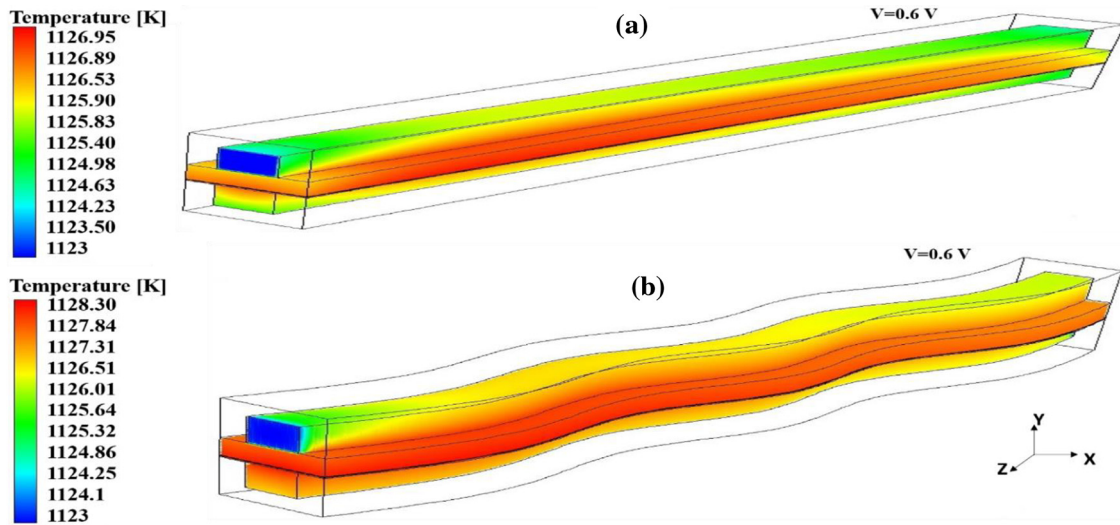 Temperature [K]
1126.95
1126.89
1126.53
1125.90
1125.83
1125.40
1124.98
1124.63
1124.23
1123.50
1123
(a)
V=0.6 V
Temperature [K]
1128.30
1127.84
1127.31
1126.51
1126.01
1125.64
1125.32
1124.86
1124.25
1124.1
1123
(b)
V=0.6 V
Y
X
Z